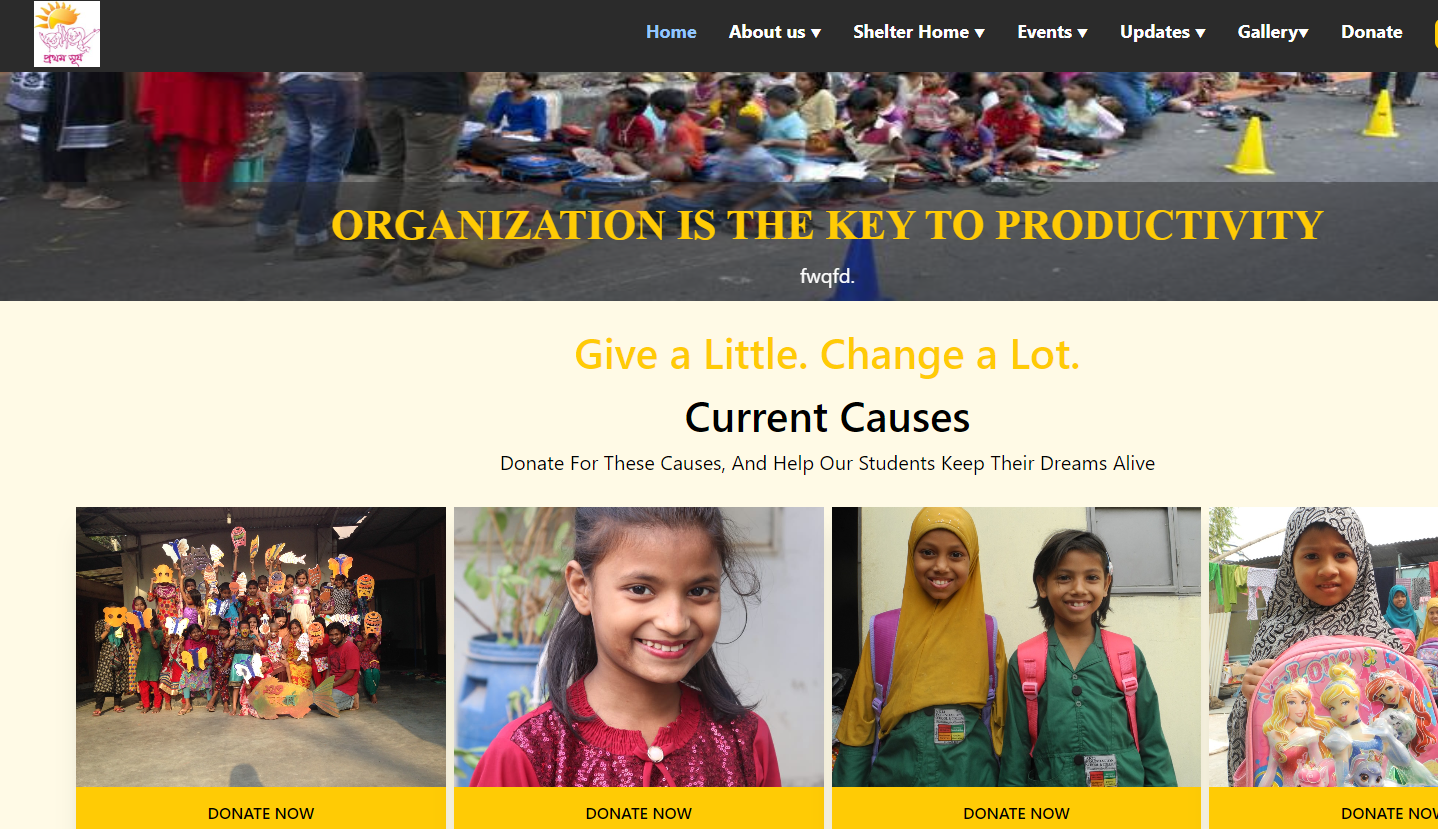 প্রথম সূর্য
Home About us ▼ Shelter Home ▼ Events ▼ Updates ▼ Gallery▼ Donate
ORGANIZATION IS THE KEY TO PRODUCTIVITY
fwqfd.
Give a Little. Change a Lot.
Current Causes
Donate For These Causes, And Help Our Students Keep Their Dreams Alive
DONATE NOW DONATE NOW DONATE NOW DONATE